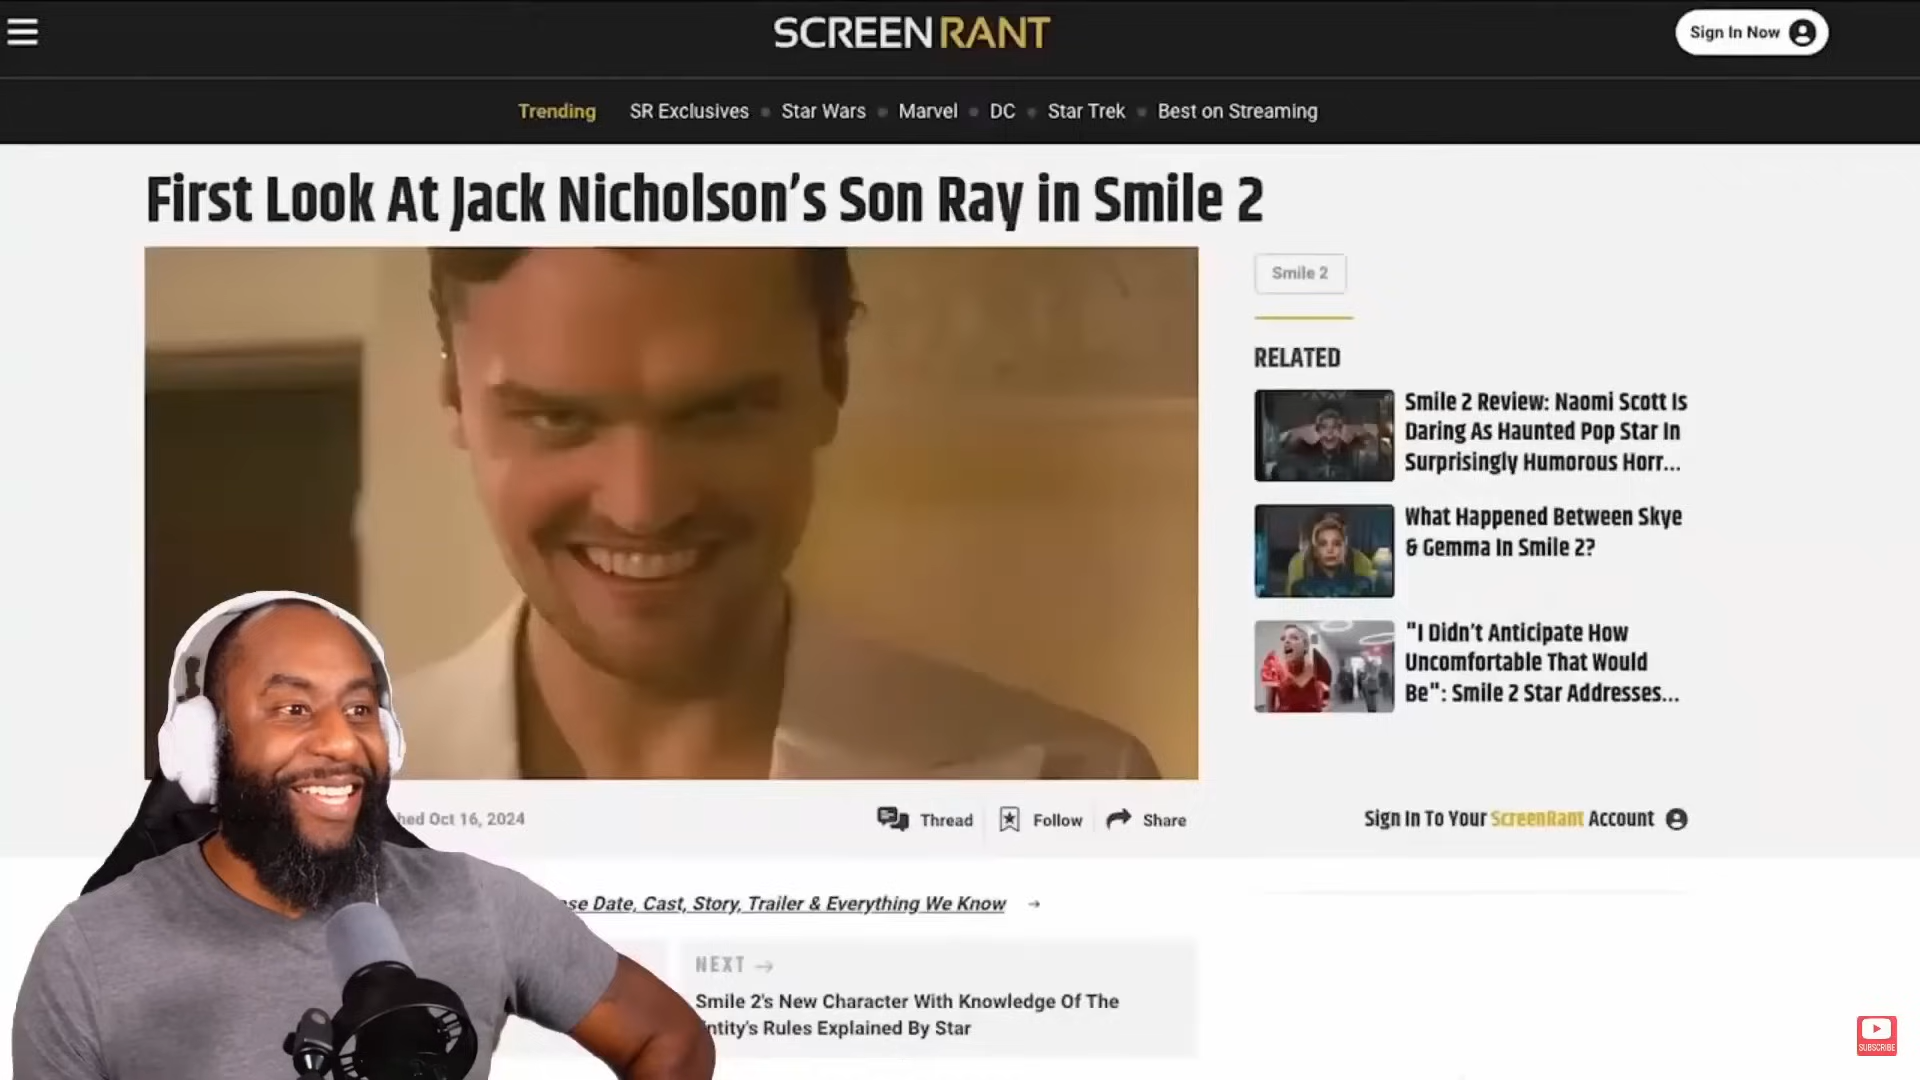 SCREENRANT
Sign In Now
Trending SR Exclusives Star Wars Marvel DC Star Trek Best on Streaming
First Look At Jack Nicholson's Son Ray in Smile 2
Smile 2
RELATED
Smile 2 Review: Naomi Scott Is
Daring As Haunted Pop Star In
Surprisingly Humorous Horr...
What Happened Between Skye
& Gemma In Smile 2?
"I Didn't Anticipate How
Uncomfortable That Would
Be": Smile 2 Star Addresses...
Oct 16, 2024
Thread
Follow
Share
Sign In To Your ScreenRant Account
Date, Cast, Story, Trailer & Everything We Know →
NEXT →
Smile 2's New Character With Knowledge Of The
Rules Explained By Star
SUBSCRIBE